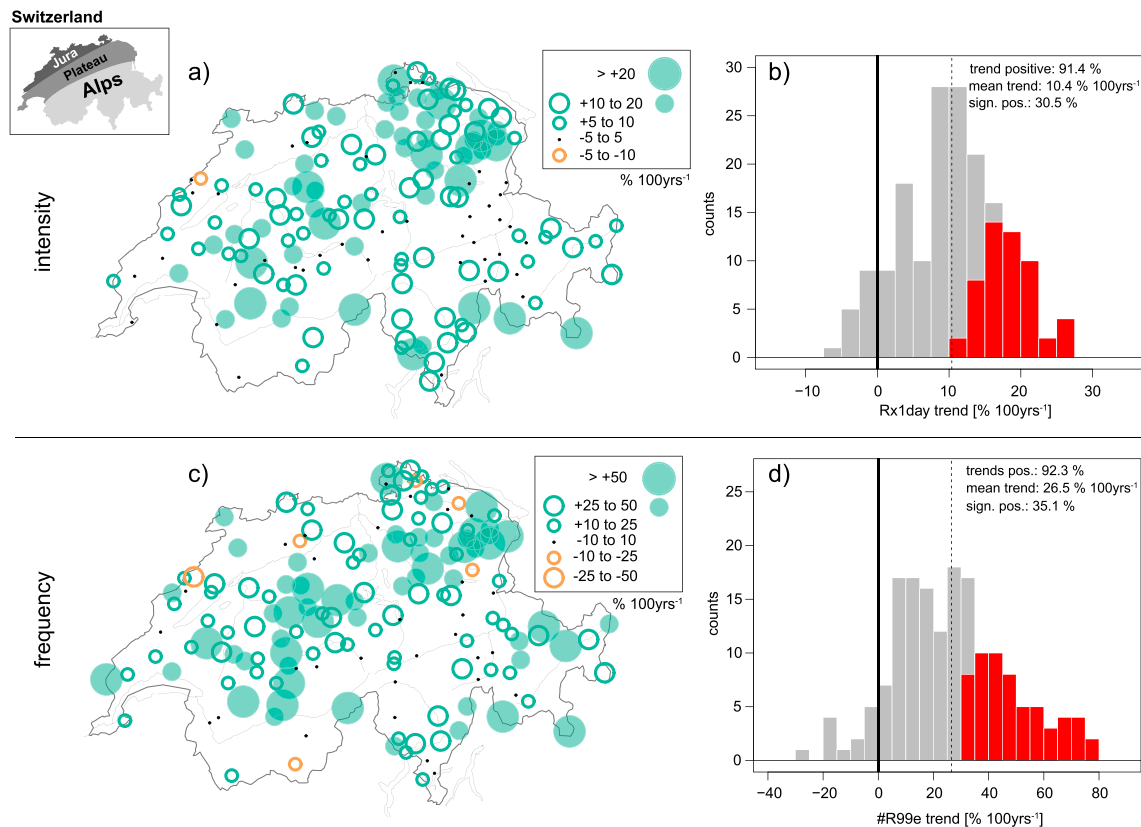 Switzerland
Jura
Plateau
Alps
a)
> +20
+10 to 20
+5 to 10
-5 to 5
-5 to -10
% 100yrs-1
intensity
b)
trend positive: 91.4 %
mean trend: 10.4 % 100yrs-1
sign. pos.: 30.5 %
counts
30
25
20
15
10
5
0
−10
0
10
20
30
Rx1day trend [% 100yrs-1]
c)
> +50
+25 to 50
+10 to 25
-10 to 10
-10 to -25
-25 to -50
% 100yrs-1
frequency
d)
trends pos.: 92.3 %
mean trend: 26.5 % 100yrs-1
sign. pos.: 35.1 %
counts
25
20
15
10
5
0
−40
−20
0
20
40
60
80
#R99e trend [% 100yrs-1]